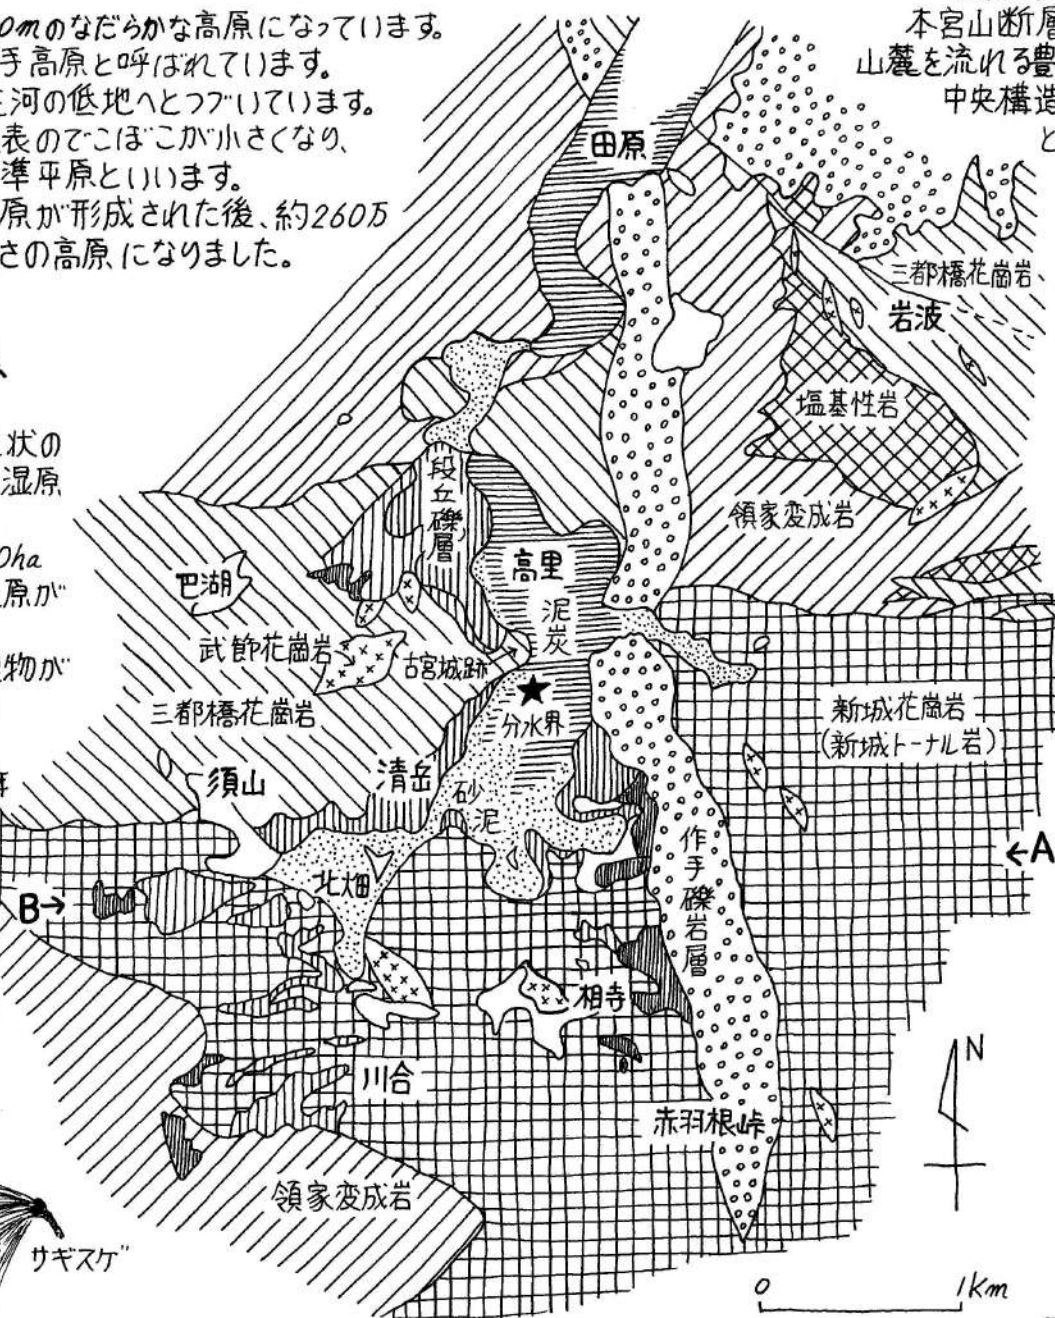 0mのなだらかな高原になっています。
手高原と呼ばれています。
河の低地へとつづいています。
表のでこぼこが小さくなり、
準平原といいます。
原が形成された後、約260万
さの高原になりました。
本宮山断層
山麓を流れる豊
中央構造
と
状の
湿原
0ha
原が
物が
田原
三都橋花崗岩
岩波
塩基性岩
領家変成岩
段丘礫層
高里
泥炭
巴湖
武節花崗岩
古宮城跡
三都橋花崗岩
★
分水界
新城花崗岩
(新城トーナル岩)
須山
清岳
砂泥
作手礫岩層
←A
北畑
B→
相寺
川合
赤羽根峠
領家変成岩
N
サギスゲ
0 1km